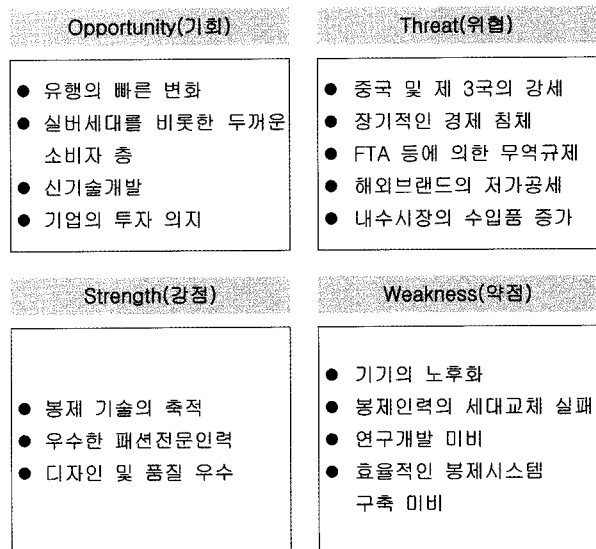 Opportunity(기회)
● 유행의 빠른 변화
● 실버세대를 비롯한 두꺼운
소비자 층
● 신기술개발
● 기업의 투자 의지
Threat(위협)
● 중국 및 제 3국의 강세
● 장기적인 경제 침체
● FTA 등에 의한 무역규제
● 해외브랜드의 저가공세
● 내수시장의 수입품 증가
Strength(강점)
● 봉제 기술의 축적
● 우수한 패션전문인력
● 디자인 및 품질 우수
Weakness(약점)
● 기기의 노후화
● 봉제인력의 세대교체 실패
● 연구개발 미비
● 효율적인 봉제시스템
구축 미비